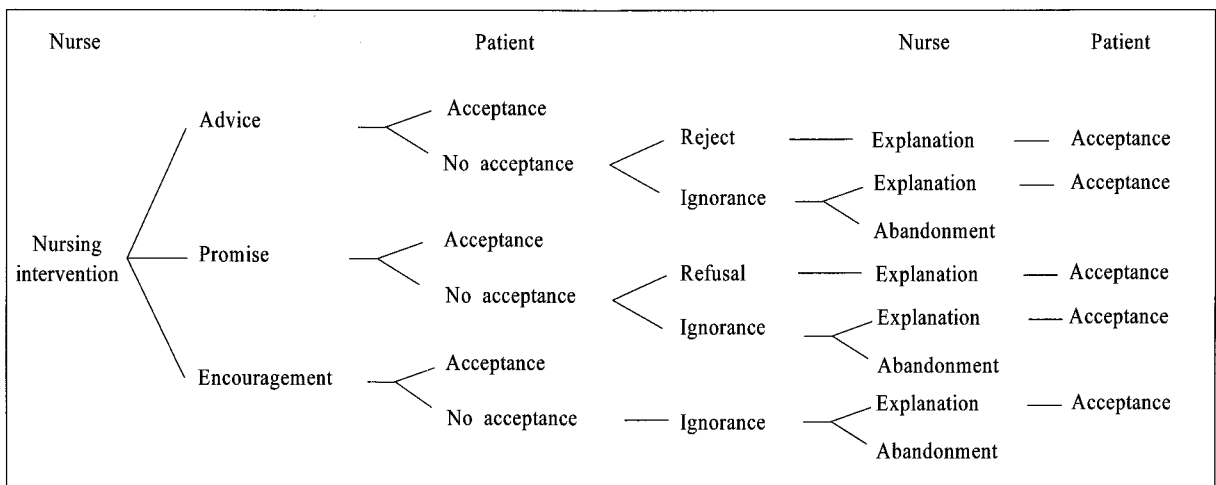 Nurse Patient Nurse Patient
Acceptance
Advice
Reject Explanation Acceptance
No acceptance
Explanation Acceptance
Ignorance
Abandonment
Acceptance
Nursing
intervention
Promise
Refusal Explanation Acceptance
No acceptance
Explanation Acceptance
Ignorance
Acceptance
Abandonment
Encouragement
Explanation Acceptance
No acceptance Ignorance
Abandonment